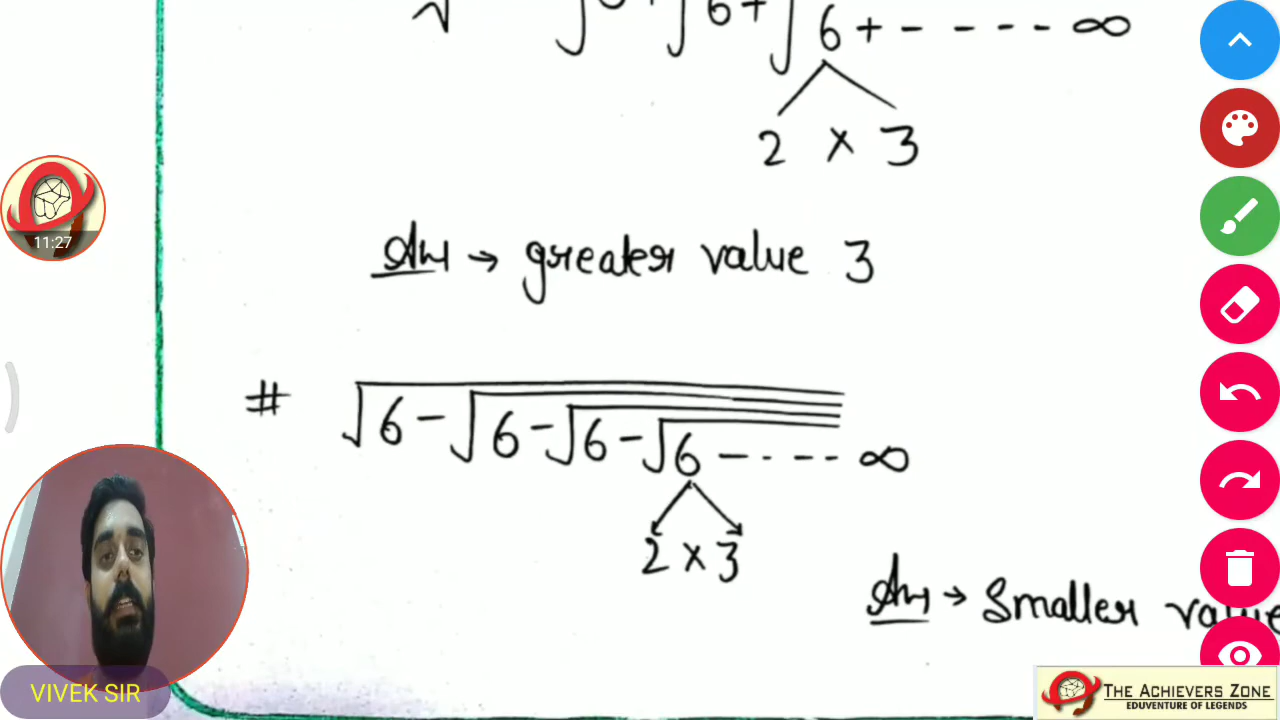 √6+√6+√6+- - - - - ∞
2 × 3
Ans → greater value 3
# √6-√6-√6-√6 - - - - - ∞
2 × 3
Ans → Smaller value
11:27
VIVEK SIR
THE ACHIEVERS ZONE
EDUVENTURE OF LEGENDS